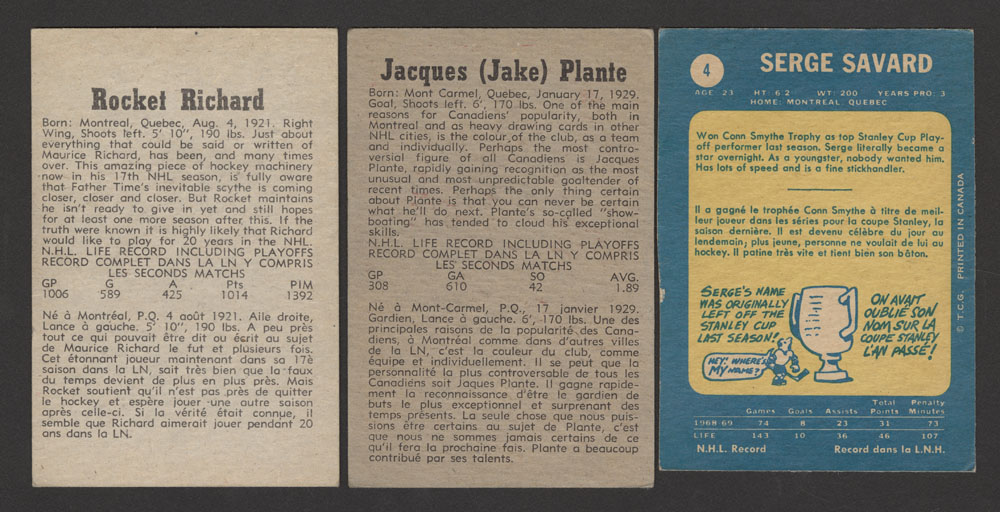 Rocket Richard
Born: Montreal, Quebec, Aug. 4, 1921. Right
Wing, Shoots left. 5' 10", 190 lbs. Just about
everything that could be said or written of
Maurice Richard, has been, and many times
over. This amazing piece of hockey machinery
now in his 17th NHL season, is fully aware
that Father Time's inevitable scythe is coming
closer, closer and closer. But Rocket maintains
he isn't ready to give in yet and still hopes
for at least one more season after this. If the
truth were known it is highly likely that Richard
would like to play for 20 years in the NHL.
N.H.L. LIFE RECORD INCLUDING PLAYOFFS
RECORD COMPLET DANS LA LN Y COMPRIS
LES SECONDS MATCHS
GP G A Pts PIM
1006 589 425 1014 1392
Né à Montréal, P.Q. 4 août 1921. Aile droite,
Lance à gauche. 5' 10", 190 lbs. A peu près
tout ce qui pouvait être dit ou écrit au sujet
de Maurice Richard le fut et plusieurs fois.
Cet étonnant joueur maintenant dans sa 17è
saison dans la LN, sait très bien que la faux
du temps devient de plus en plus près. Mais
Rocket soutient qu'il n'est pas près de quitter
le hockey et espère jouer une autre saison
après celle-ci. Si la vérité était connue, il
semble que Richard aimerait jouer pendant 20
ans dans la LN.
Jacques (Jake) Plante
Born: Mont Carmel, Quebec, January 17, 1929.
Goal, Shoots left. 6', 170 lbs. One of the main
reasons for Canadiens' popularity, both in
Montreal and as heavy drawing cards in other
NHL cities, is the colour of the club, as a team
and individually. Perhaps the most contro-
versial figure of all Canadiens is Jacques
Plante, rapidly gaining recognition as the most
unusual and most unpredictable goaltender of
recent times. Perhaps the only thing certain
about Plante is that you can never be certain
what he'll do next. Plante's so-called "show-
boating" has tended to cloud his exceptional
skills.
N.H.L. LIFE RECORD INCLUDING PLAYOFFS
RECORD COMPLET DANS LA LN Y COMPRIS
LES SECONDS MATCHS
GP GA SO AVG.
308 610 42 1.89
Né à Mont-Carmel, P.Q., 17 janvier 1929.
Gardien, Lance à gauche. 6', 170 lbs. Une des
principales raisons de la popularité des Cana-
diens, à Montréal comme dans d'autres villes
de la LN, c'est la couleur du club, comme
équipe et individuellement. Il se peut que la
personnalité la plus controversable de tous les
Canadiens soit Jaques Plante. Il gagne rapide-
ment la reconnaissance d'être le gardien de
buts le plus exceptionnel et surprenant des
temps présents. La seule chose que nous puis-
sions être certains au sujet de Plante, c'est
que nous ne sommes jamais certains de ce
qu'il fera la prochaine fois. Plante a beaucoup
contribué par ses talents.
4
SERGE SAVARD
AGE 23 HT: 6 2 WT: 200 YEARS PRO: 3
HOME: MONTREAL, QUEBEC
Won Conn Smythe Trophy as top Stanley Cup Play-
off performer last season. Serge literally became a
star overnight. As a youngster, nobody wanted him.
Has lots of speed and is a fine stickhandler.
Il a gagné le trophée Conn Smythe à titre de meil-
leur joueur dans les séries pour la coupe Stanley, la
saison dernière. Il est devenu célèbre du jour au
lendemain; plus jeune, personne ne voulait de lui au
hockey. Il patine très vite et tient bien son bâton.
SERGE'S NAME
WAS ORIGINALLY
LEFT OFF THE
STANLEY CUP
LAST SEASON!
HEY! WHERE'S
MY NAME?
ON AVAIT
OUBLIÉ SON
NOM SUR LA
COUPE STANLEY
L'AN PASSÉ!
© T.C.G. PRINTED IN CANADA
Games Goals Assists Total Points Penalty Minutes
1968-69 74 8 23 31 73
LIFE 143 10 36 46 107
N.H.L. Record Record dans la L.N.H.